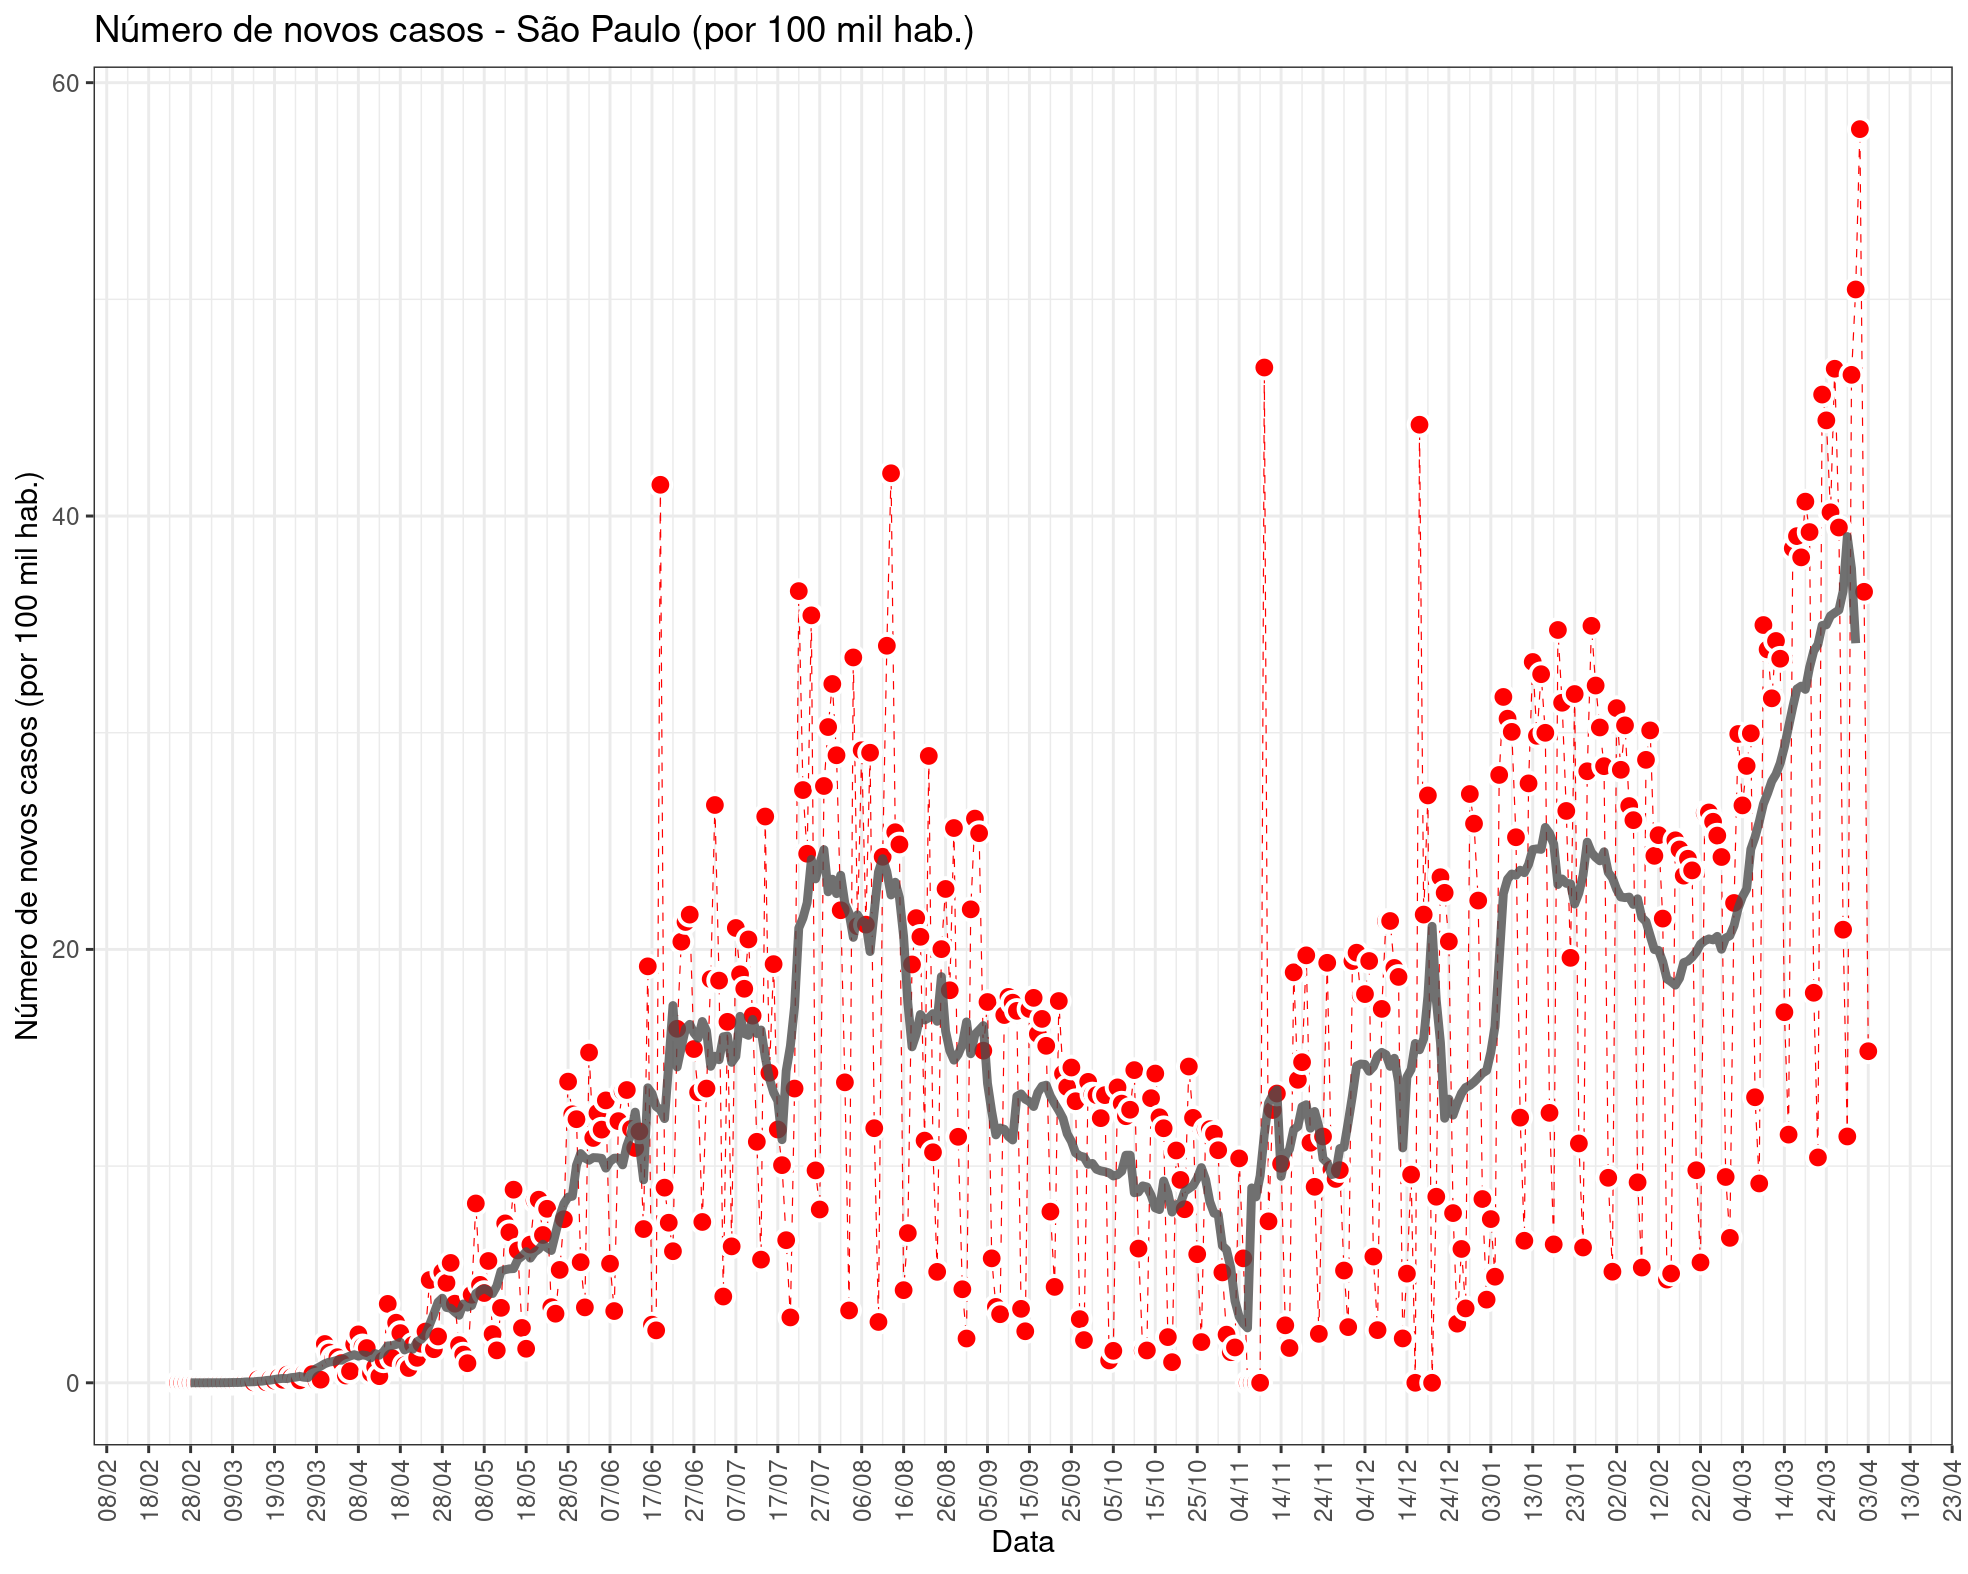 Número de novos casos - São Paulo (por 100 mil hab.)
Número de novos casos (por 100 mil hab.)
60
40
20
0
08/02 18/02 28/02 09/03 19/03 29/03 08/04 18/04 28/04 08/05 18/05 28/05 07/06 17/06 27/06 07/07 17/07 27/07 06/08 16/08 26/08 05/09 15/09 25/09 05/10 15/10 25/10 04/11 14/11 24/11 04/12 14/12 24/12 03/01 13/01 23/01 02/02 12/02 22/02 04/03 14/03 24/03 03/04 13/04 23/04
Data